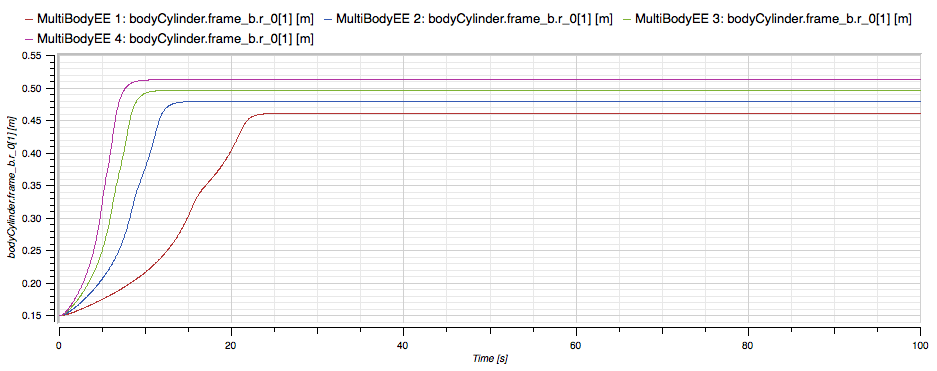 — MultiBodyEE 1: bodyCylinder.frame_b.r_0[1] [m] — MultiBodyEE 2: bodyCylinder.frame_b.r_0[1] [m] — MultiBodyEE 3: bodyCylinder.frame_b.r_0[1] [m]
— MultiBodyEE 4: bodyCylinder.frame_b.r_0[1] [m]
bodyCylinder.frame_b.r_0[1] [m]
0.55
0.50
0.45
0.40
0.35
0.30
0.25
0.20
0.15
0 20 40 60 80 100
Time [s]